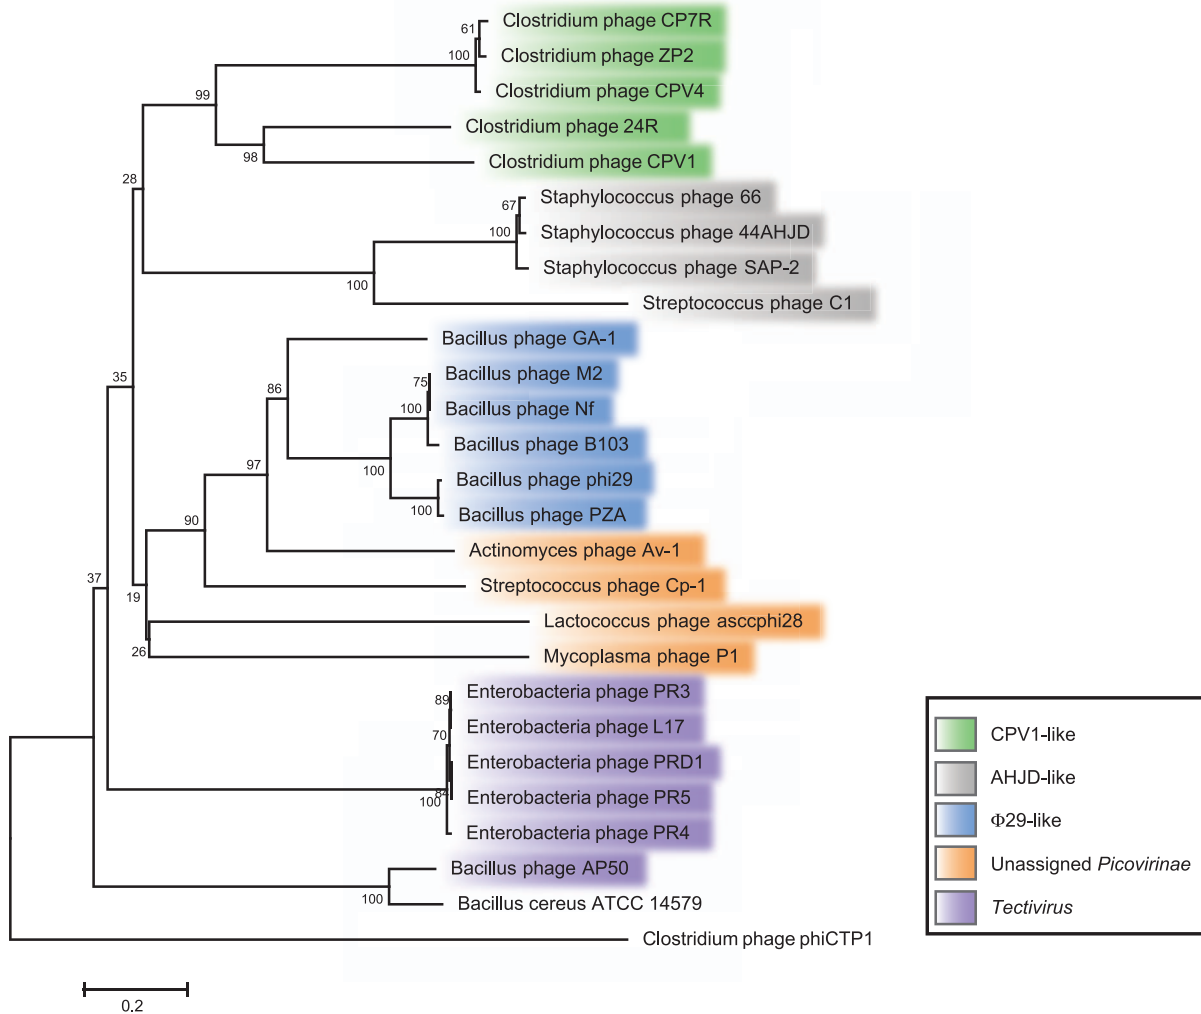 Clostridium phage CP7R
61
Clostridium phage ZP2
100
Clostridium phage CPV4
99
Clostridium phage 24R
98
Clostridium phage CPV1
28
Staphylococcus phage 66
67
Staphylococcus phage 44AHJD
100
Staphylococcus phage SAP-2
100
Streptococcus phage C1
Bacillus phage GA-1
35
Bacillus phage M2
75
86
Bacillus phage Nf
100
Bacillus phage B103
97
100
Bacillus phage phi29
100
Bacillus phage PZA
90
Actinomyces phage Av-1
37
Streptococcus phage Cp-1
19
Lactococcus phage asccphi28
26
Mycoplasma phage P1
Enterobacteria phage PR3
89
Enterobacteria phage L17
70
Enterobacteria phage PRD1
84
100
Enterobacteria phage PR5
Enterobacteria phage PR4
Bacillus phage AP50
100
Bacillus cereus ATCC 14579
Clostridium phage phiCTP1
0.2
CPV1-like
AHJD-like
Φ29-like
Unassigned Picovirinae
Tectivirus